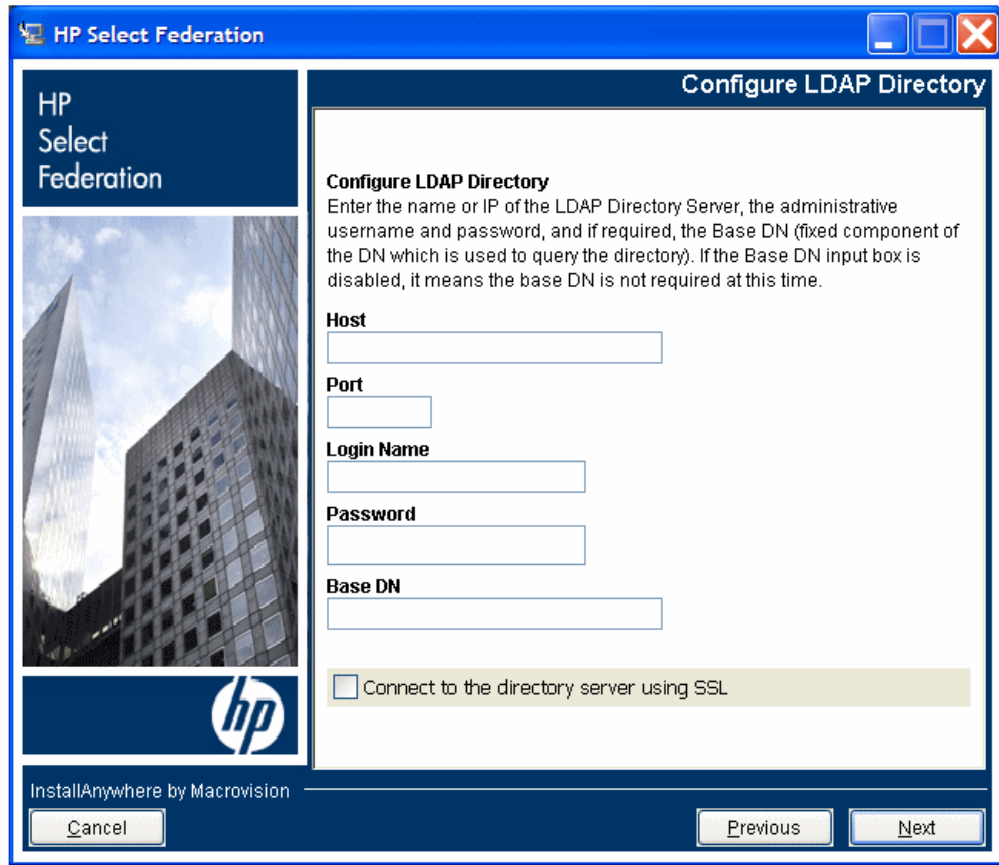 HP Select Federation
Configure LDAP Directory
HP
Select
Federation
Configure LDAP Directory
Enter the name or IP of the LDAP Directory Server, the administrative
username and password, and if required, the Base DN (fixed component of
the DN which is used to query the directory). If the Base DN input box is
disabled, it means the base DN is not required at this time.
Host
Port
Login Name
Password
Base DN
Connect to the directory server using SSL
hp
InstallAnywhere by Macrovision
Cancel
Previous
Next